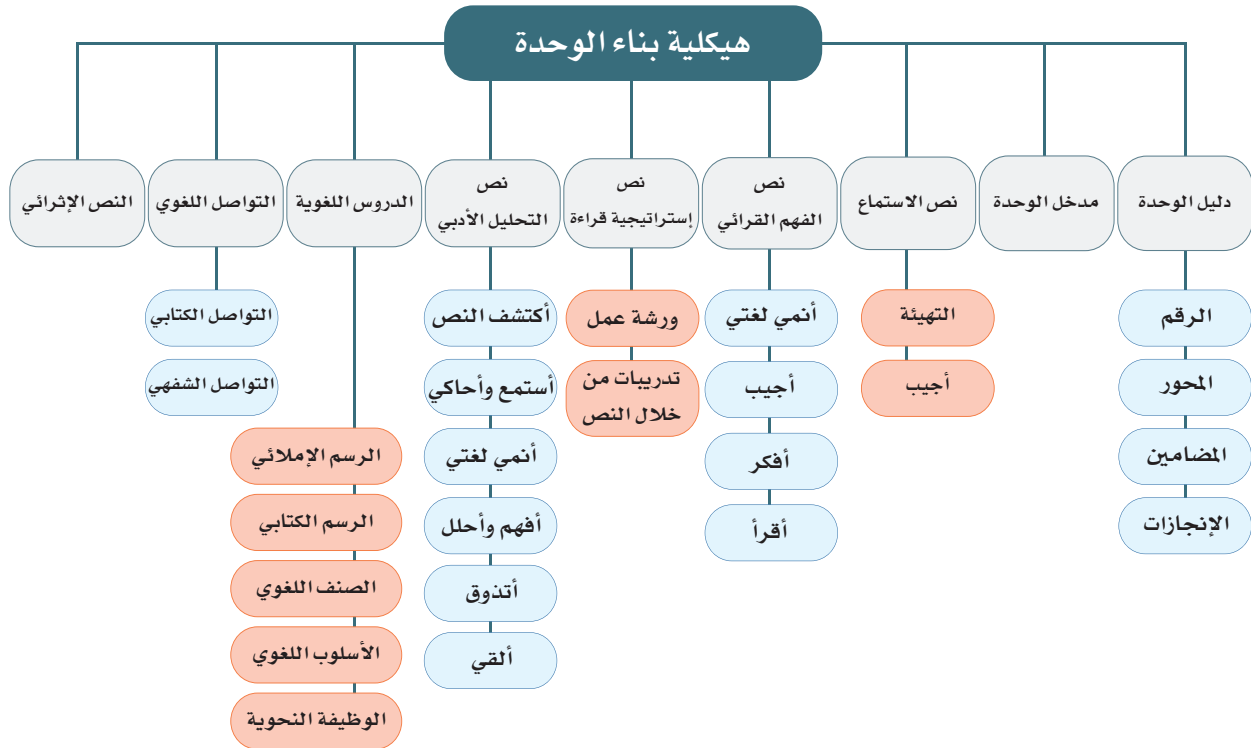 هيكلية بناء الوحدة
دليل الوحدة
الرقم
المحور
المضامين
الإنجازات
مدخل الوحدة
نص الاستماع
التهيئة
أجيب
نص
الفهم القرائي
أنمي لغتي
أجيب
أفكر
أقرأ
نص
إستراتيجية قراءة
ورشة عمل
تدريبات من
خلال النص
نص
التحليل الأدبي
أكتشف النص
أستمع وأحاكي
أنمي لغتي
أفهم وأحلل
أتذوق
ألقي
الدروس اللغوية
الرسم الإملائي
الرسم الكتابي
الصنف اللغوي
الأسلوب اللغوي
الوظيفة النحوية
التواصل اللغوي
التواصل الكتابي
التواصل الشفهي
النص الإثرائي